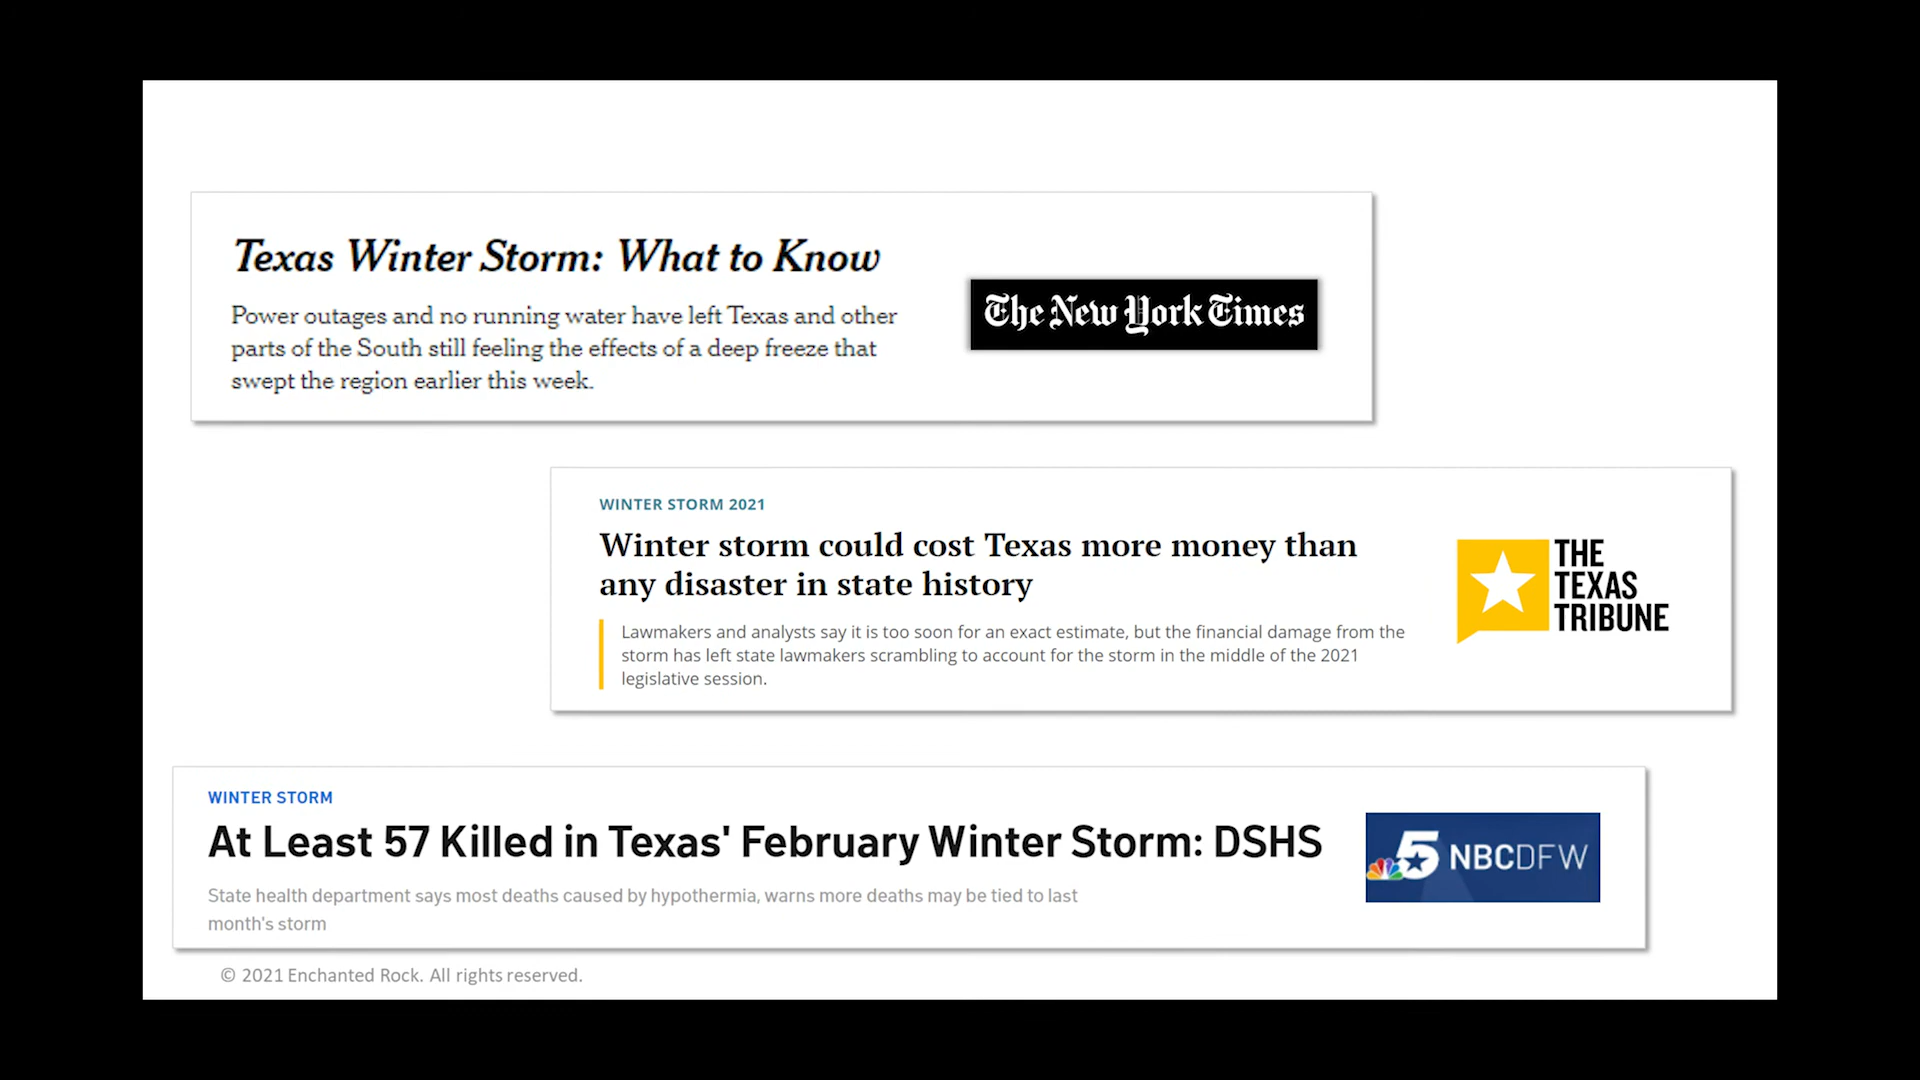 Texas Winter Storm: What to Know
Power outages and no running water have left Texas and other
parts of the South still feeling the effects of a deep freeze that
swept the region earlier this week.
The New York Times
WINTER STORM 2021
Winter storm could cost Texas more money than
any disaster in state history
Lawmakers and analysts say it is too soon for an exact estimate, but the financial damage from the
storm has left state lawmakers scrambling to account for the storm in the middle of the 2021
legislative session.
THE
TEXAS
TRIBUNE
WINTER STORM
At Least 57 Killed in Texas' February Winter Storm: DSHS
State health department says most deaths caused by hypothermia, warns more deaths may be tied to last
month's storm
5 NBCDFW
© 2021 Enchanted Rock. All rights reserved.